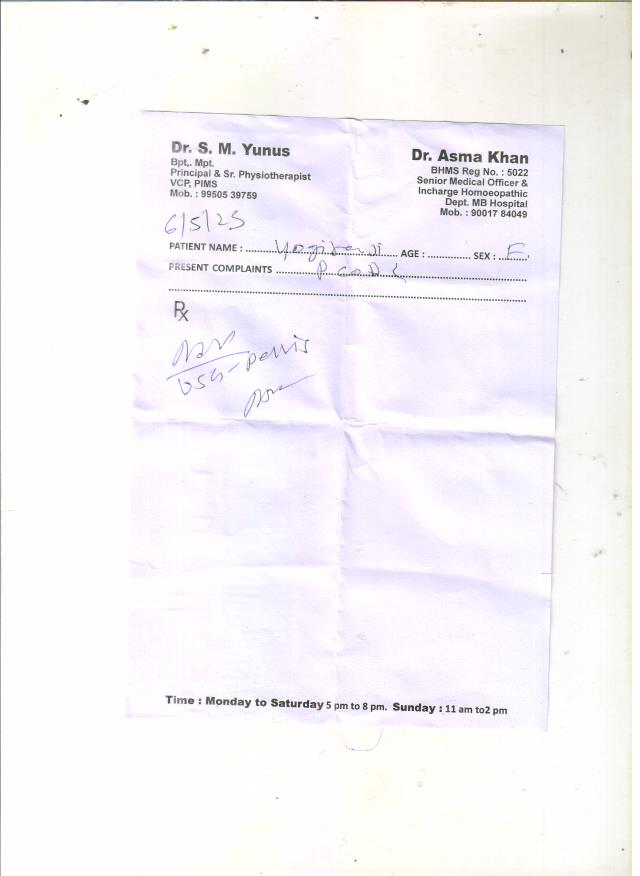 Dr. S. M. Yunus
Bpt,. Mpt.
Principal & Sr. Physiotherapist
VCP, PIMS
Mob. : 99505 39759
Dr. Asma Khan
BHMS Reg No. : 5022
Senior Medical Officer &
Incharge Homoeopathic
Dept. MB Hospital
Mob. : 90017 84049
6/5/25
PATIENT NAME : AGE : SEX : F
PRESENT COMPLAINTS
Rx
USG - Pelvis
Time : Monday to Saturday 5 pm to 8 pm. Sunday : 11 am to2 pm